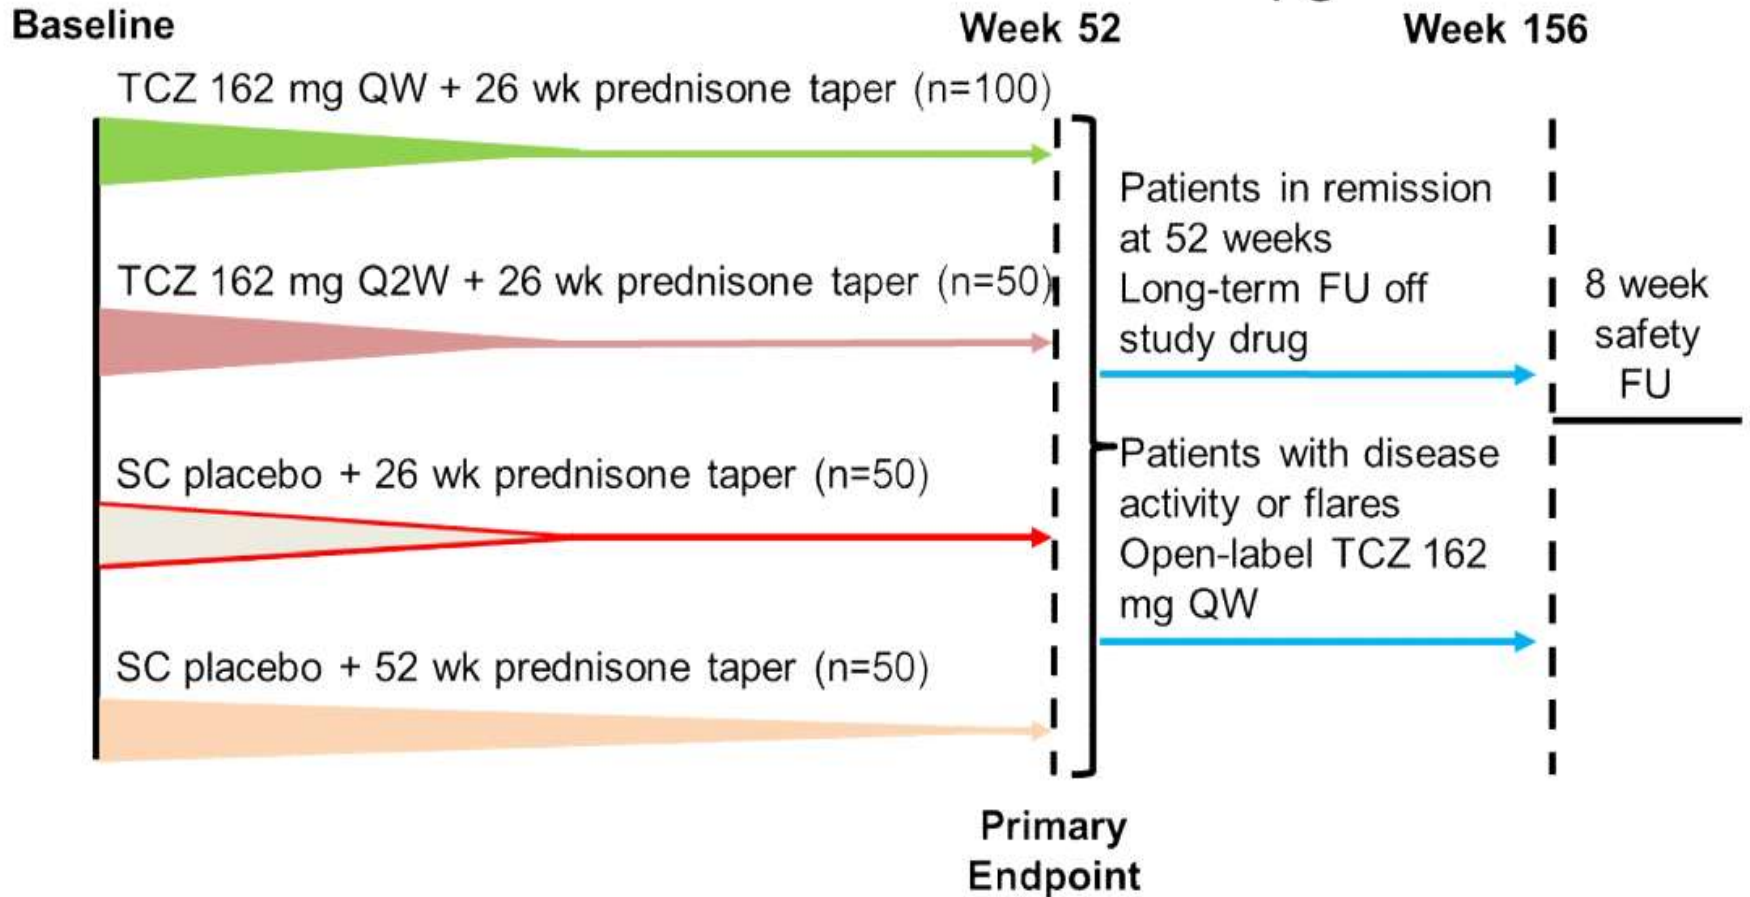 Baseline
Week 52
Week 156
TCZ 162 mg QW + 26 wk prednisone taper (n=100)
TCZ 162 mg Q2W + 26 wk prednisone taper (n=50)
SC placebo + 26 wk prednisone taper (n=50)
SC placebo + 52 wk prednisone taper (n=50)
Patients in remission
at 52 weeks
Long-term FU off
study drug
Patients with disease
activity or flares
Open-label TCZ 162
mg QW
8 week
safety
FU
Primary
Endpoint